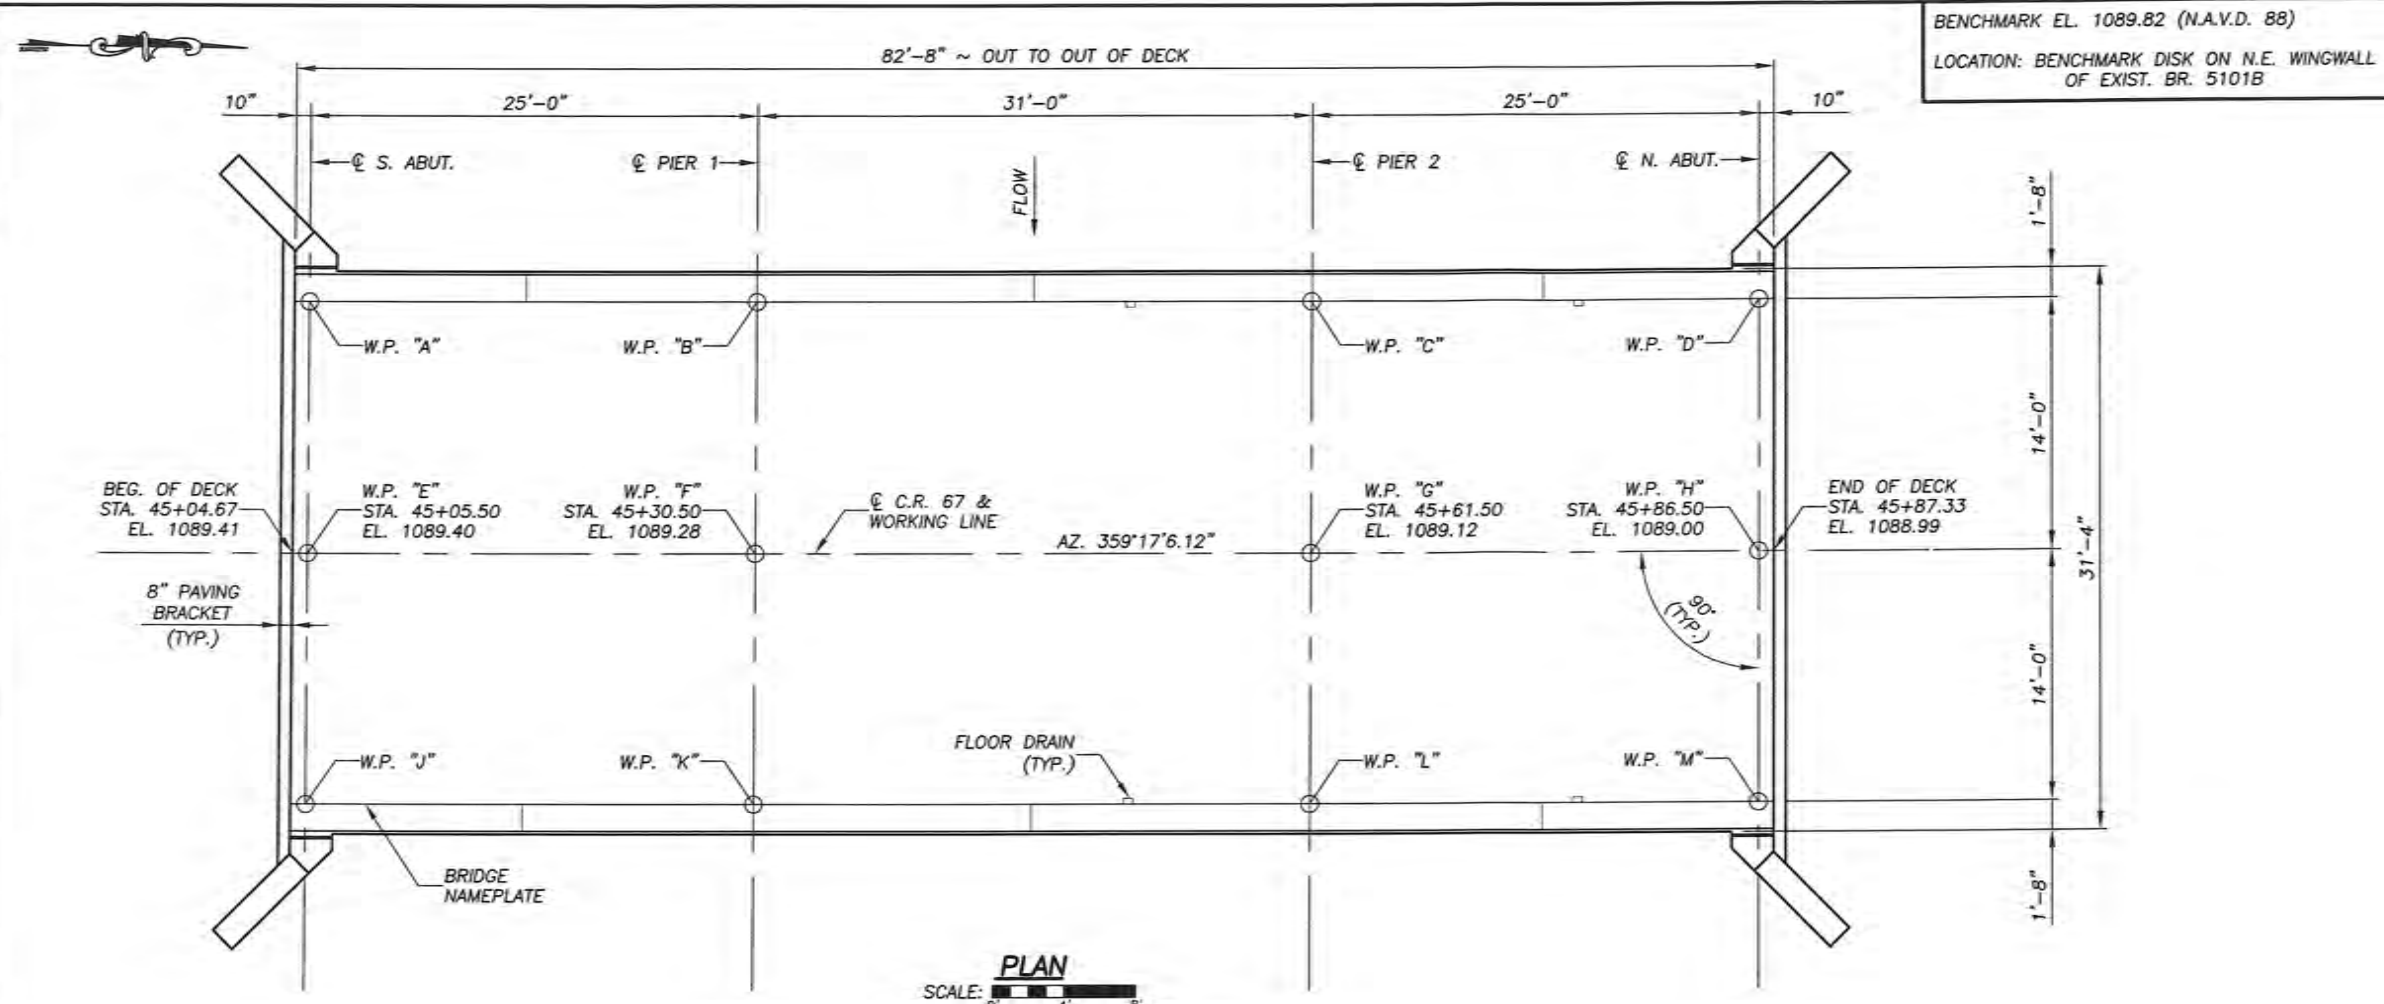 BENCHMARK EL. 1089.82 (N.A.V.D. 88)
LOCATION: BENCHMARK DISK ON N.E. WINGWALL
OF EXIST. BR. 5101B
82'-8" ~ OUT TO OUT OF DECK
10"
25'-0"
31'-0"
25'-0"
10"
℄ S. ABUT.
℄ PIER 1
FLOW
℄ PIER 2
℄ N. ABUT.
1'-8"
W.P. "A"
W.P. "B"
W.P. "C"
W.P. "D"
14'-0"
BEG. OF DECK
STA. 45+04.67
EL. 1089.41
W.P. "E"
STA. 45+05.50
EL. 1089.40
W.P. "F"
STA. 45+30.50
EL. 1089.28
℄ C.R. 67 &
WORKING LINE
AZ. 359°17'6.12"
W.P. "G"
STA. 45+61.50
EL. 1089.12
W.P. "H"
STA. 45+86.50
EL. 1089.00
END OF DECK
STA. 45+87.33
EL. 1088.99
31'-4"
8" PAVING
BRACKET
(TYP.)
90°
(TYP.)
14'-0"
W.P. "J"
W.P. "K"
FLOOR DRAIN
(TYP.)
W.P. "L"
W.P. "M"
BRIDGE
NAMEPLATE
1'-8"
PLAN
SCALE: